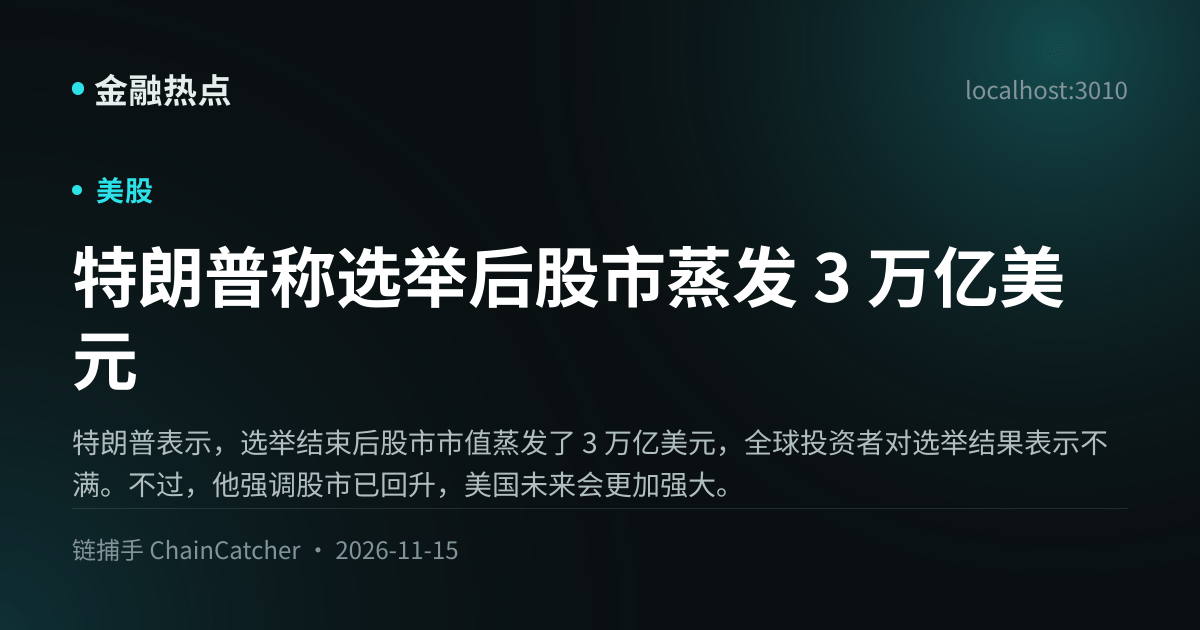 金融热点
localhost:3010
美股
特朗普称选举后股市蒸发 3 万亿美
元
特朗普表示，选举结束后股市市值蒸发了 3 万亿美元，全球投资者对选举结果表示不
满。不过，他强调股市已回升，美国未来会更加强大。
链捕手 ChainCatcher • 2026-11-15